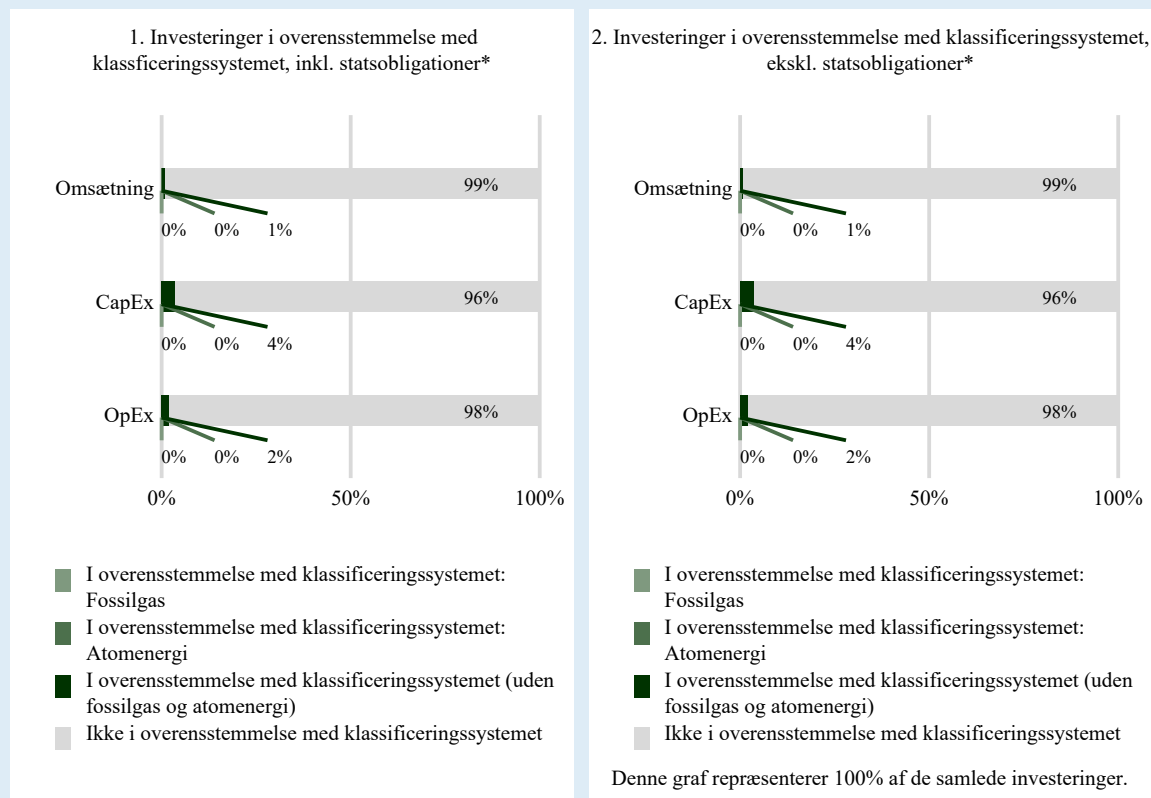 1. Investeringer i overensstemmelse med
klassficeringssystemet, inkl. statsobligationer*
Omsætning
99%
0% 0% 1%
CapEx
96%
0% 0% 4%
OpEx
98%
0% 0% 2%
0% 50% 100%
I overensstemmelse med klassificeringssystemet:
Fossilgas
I overensstemmelse med klassificeringssystemet:
Atomenergi
I overensstemmelse med klassificeringssystemet (uden
fossilgas og atomenergi)
Ikke i overensstemmelse med klassificeringssystemet
2. Investeringer i overensstemmelse med klassificeringssystemet,
ekskl. statsobligationer*
Omsætning
99%
0% 0% 1%
CapEx
96%
0% 0% 4%
OpEx
98%
0% 0% 2%
0% 50% 100%
I overensstemmelse med klassificeringssystemet:
Fossilgas
I overensstemmelse med klassificeringssystemet:
Atomenergi
I overensstemmelse med klassificeringssystemet (uden
fossilgas og atomenergi)
Ikke i overensstemmelse med klassificeringssystemet
Denne graf repræsenterer 100% af de samlede investeringer.